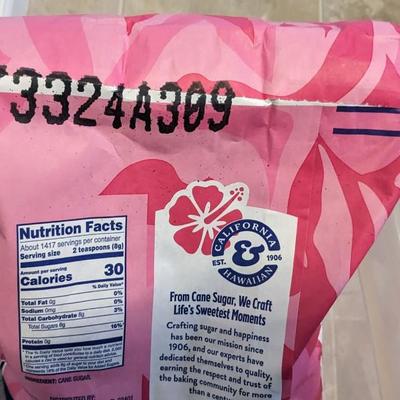 3324A309
Nutrition Facts
About 1417 servings per container
Serving size 2 teaspoons (8g)
Amount per serving
Calories 30
% Daily Value*
Total Fat 0g 0%
Sodium 0mg 0%
Total Carbohydrate 8g 3%
Total Sugars 8g
16%
Protein 0g
INGREDIENT: CANE SUGAR.
CALIFORNIA
&
HAWAIIAN
EST. 1906
From Cane Sugar, We Craft
Life's Sweetest Moments
Crafting sugar and happiness
has been our mission since
1906, and our experts have
dedicated themselves to quality,
earning the respect and trust of
the baking community for more
than a century.